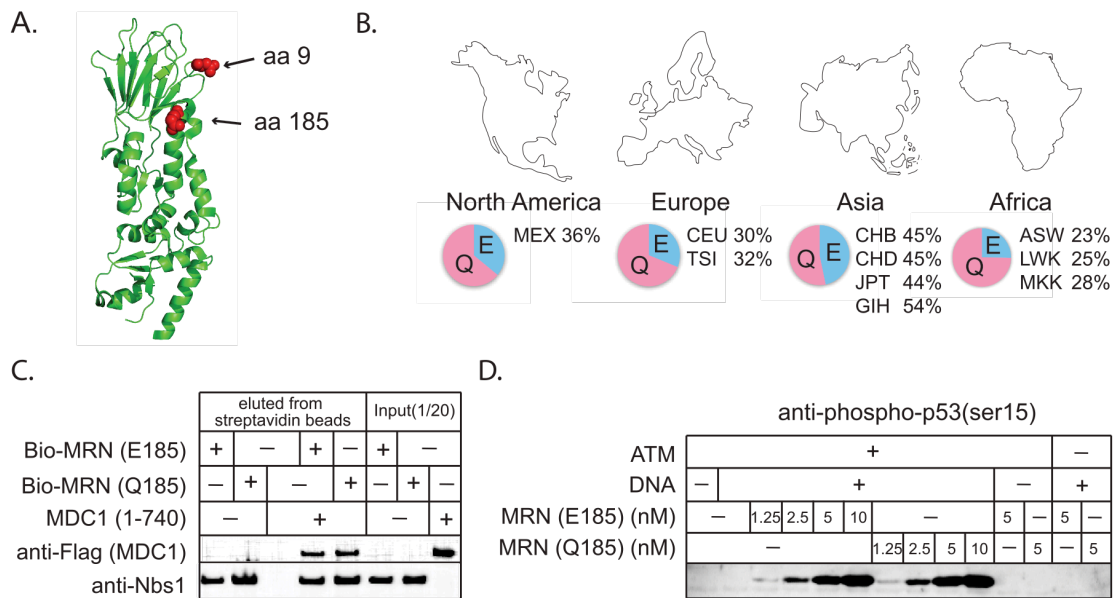 A.
aa 9
aa 185
B.
North America
Europe
Asia
Africa
E
Q
MEX 36%
E
Q
CEU 30%
TSI 32%
E
Q
CHB 45%
CHD 45%
JPT 44%
GIH 54%
E
Q
ASW 23%
LWK 25%
MKK 28%
C.
eluted from
streptavidin beads
Input(1/20)
Bio-MRN (E185) + – + – + –
Bio-MRN (Q185) – + – + – + –
MDC1 (1-740) – + – +
anti-Flag (MDC1)
anti-Nbs1
D.
anti-phospho-p53(ser15)
ATM + –
DNA – + – +
MRN (E185) (nM) – 1.25 2.5 5 10 – 5 – 5 –
MRN (Q185) (nM) – 1.25 2.5 5 10 – 5 – 5